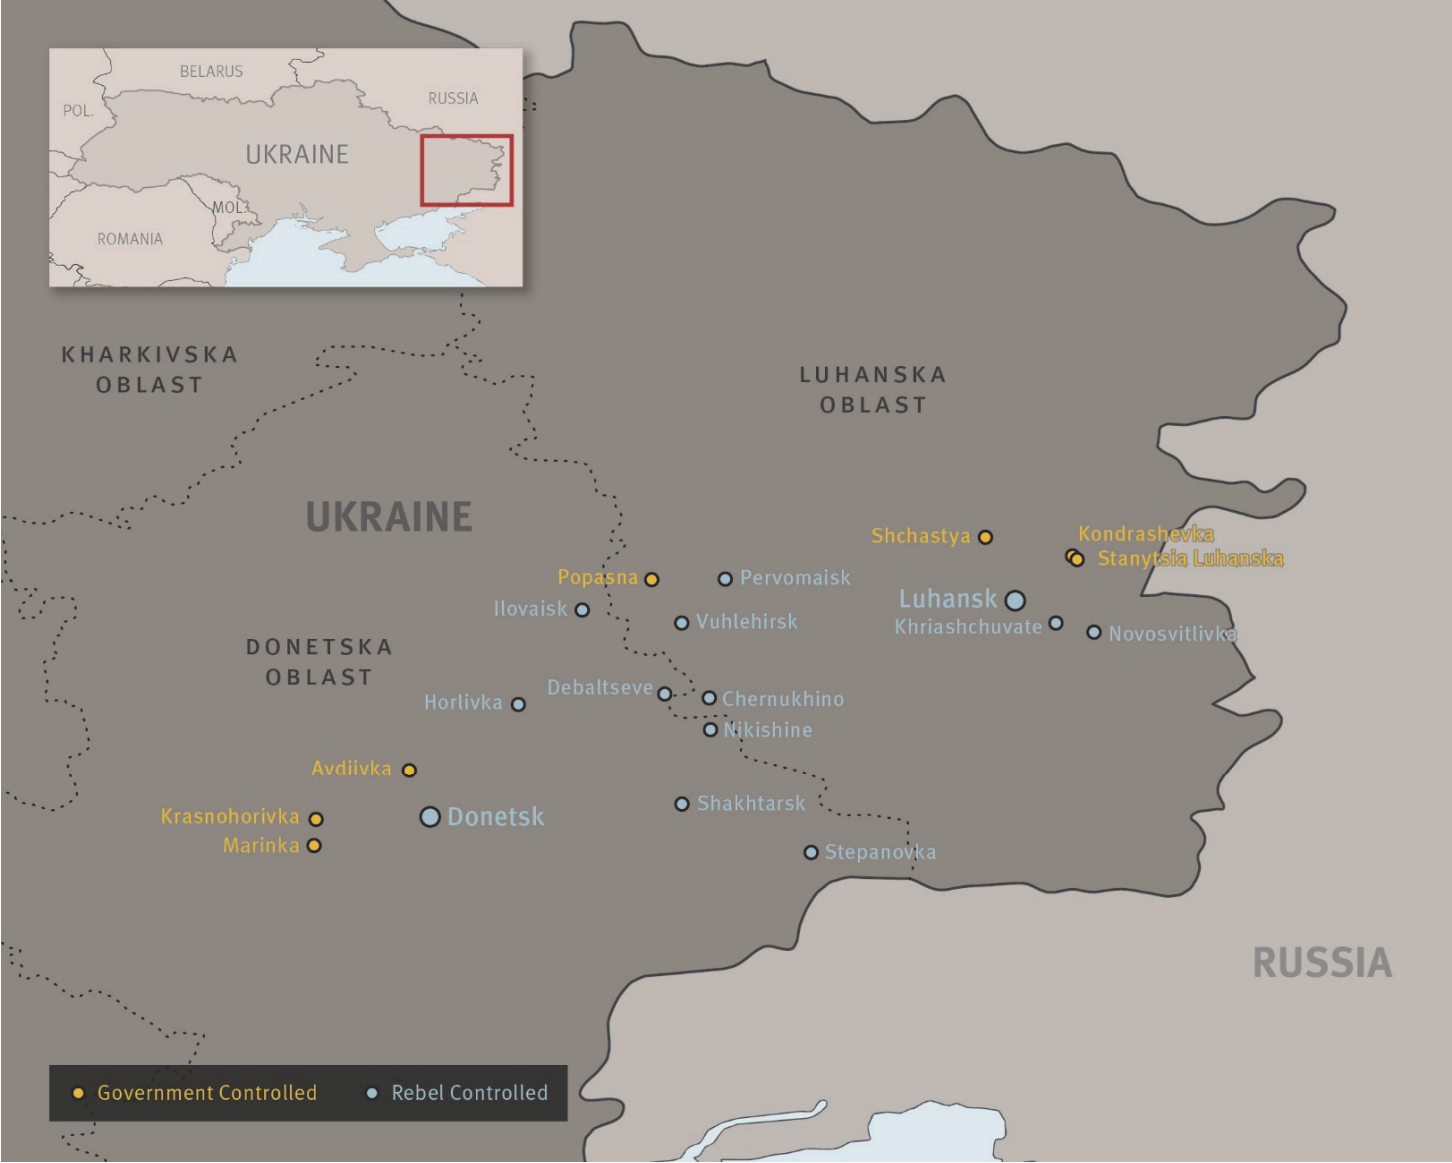 BELARUS
RUSSIA
POL.
UKRAINE
MOL.
ROMANIA
KHARKIVSKA
OBLAST
LUHANSKA
OBLAST
UKRAINE
Shchastya
Kondrashevka
Stanytsia Luhanska
Popasna
Pervomaisk
Luhansk
Ilovaisk
Vuhlehirsk
Khriashchuvate
Novosvitlivka
DONETSKA
OBLAST
Debaltseve
Horlivka
Chernukhino
Nikishine
Avdiivka
Shakhtarsk
Krasnohorivka
Donetsk
Marinka
Stepanovka
RUSSIA
Government Controlled
Rebel Controlled